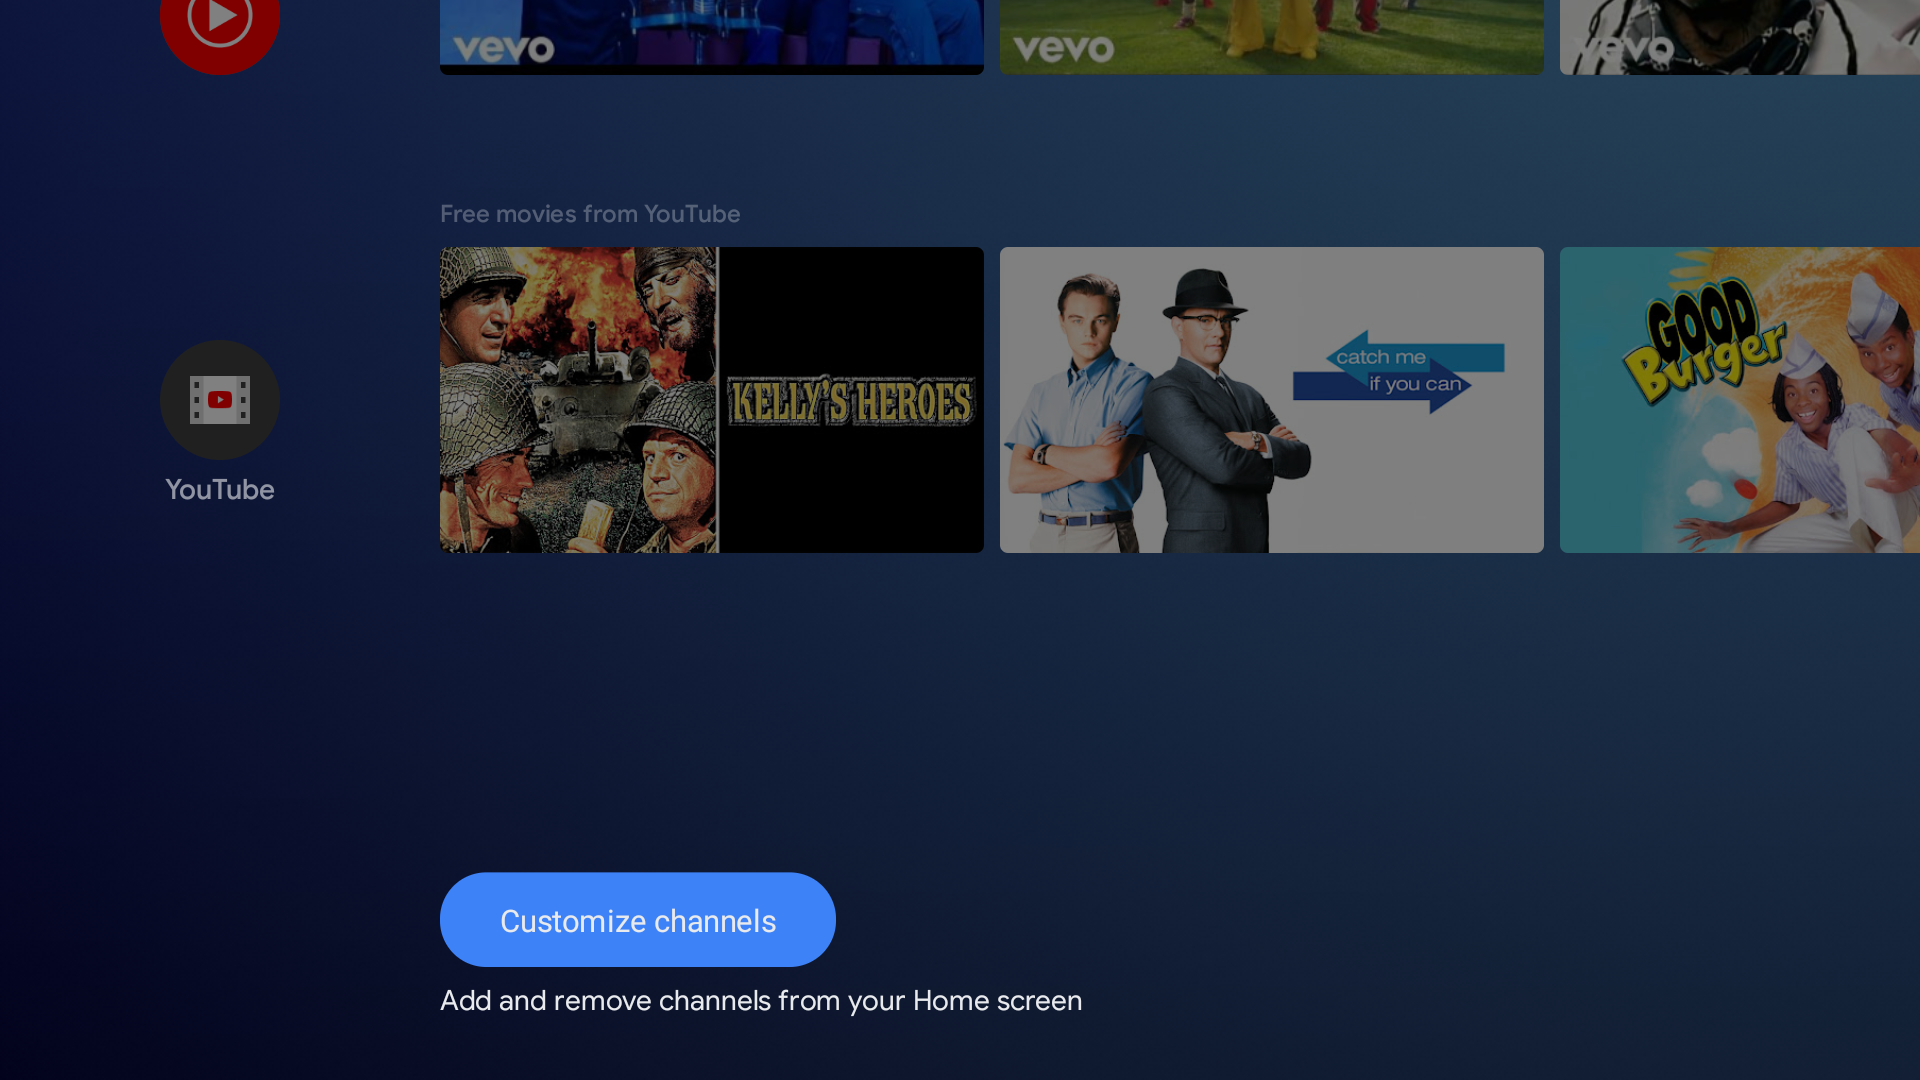 vevo
vevo
vevo
Free movies from YouTube
KELLY'S HEROES
catch me
if you can
GOOD
Burger
YouTube
Customize channels
Add and remove channels from your Home screen